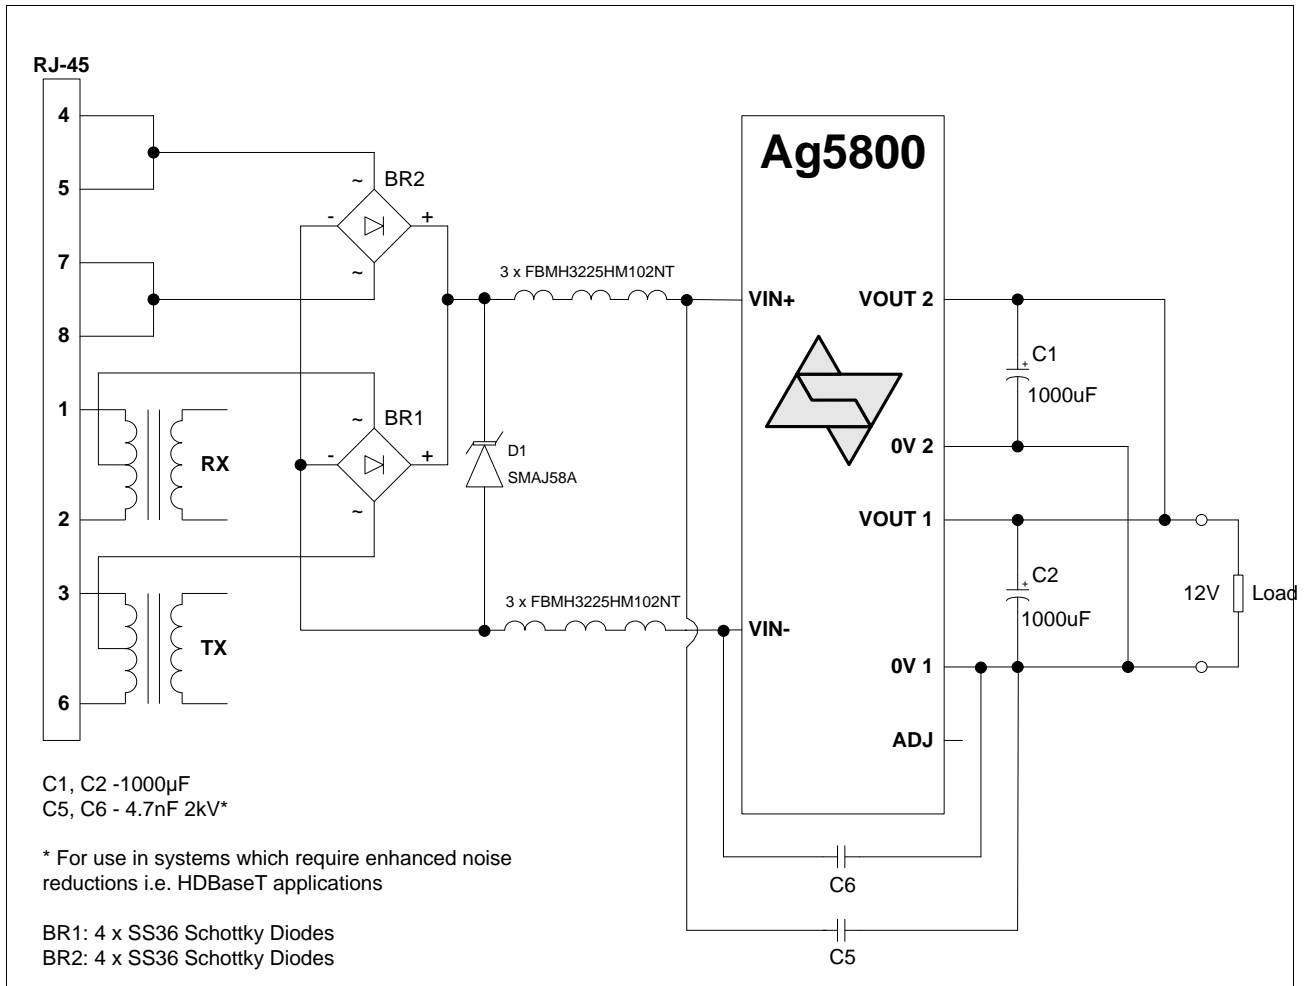 RJ-45
4
5
7
8
1
2
3
6
RX
TX
~
BR2
-
+
~
~
BR1
-
+
~
3 x FBMH3225HM102NT
D1
SMAJ58A
3 x FBMH3225HM102NT
Ag5800
VIN+
VIN-
VOUT 2
0V 2
VOUT 1
0V 1
ADJ
+
C1
1000uF
+
C2
1000uF
12V
Load
C6
C5
C1, C2 -1000µF
C5, C6 - 4.7nF 2kV*
* For use in systems which require enhanced noise
reductions i.e. HDBaseT applications
BR1: 4 x SS36 Schottky Diodes
BR2: 4 x SS36 Schottky Diodes